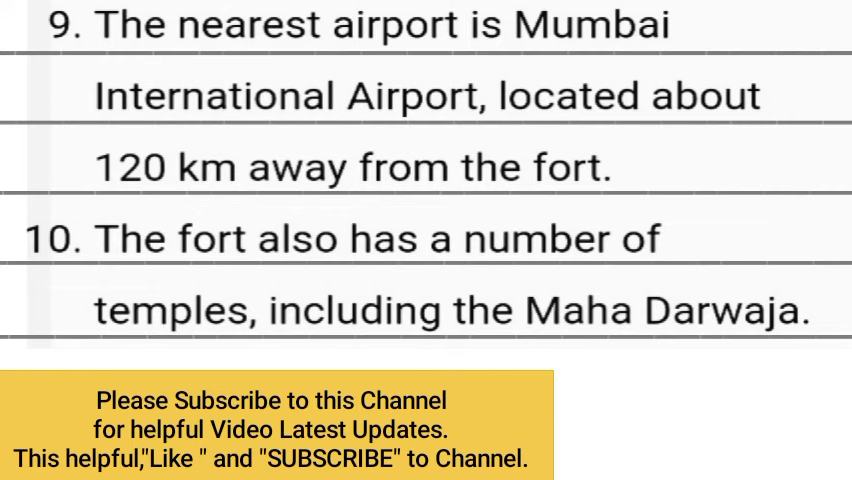 9. The nearest airport is Mumbai
International Airport, located about
120 km away from the fort.
10. The fort also has a number of
temples, including the Maha Darwaja.
Please Subscribe to this Channel
for helpful Video Latest Updates.
This helpful,"Like " and "SUBSCRIBE" to Channel.